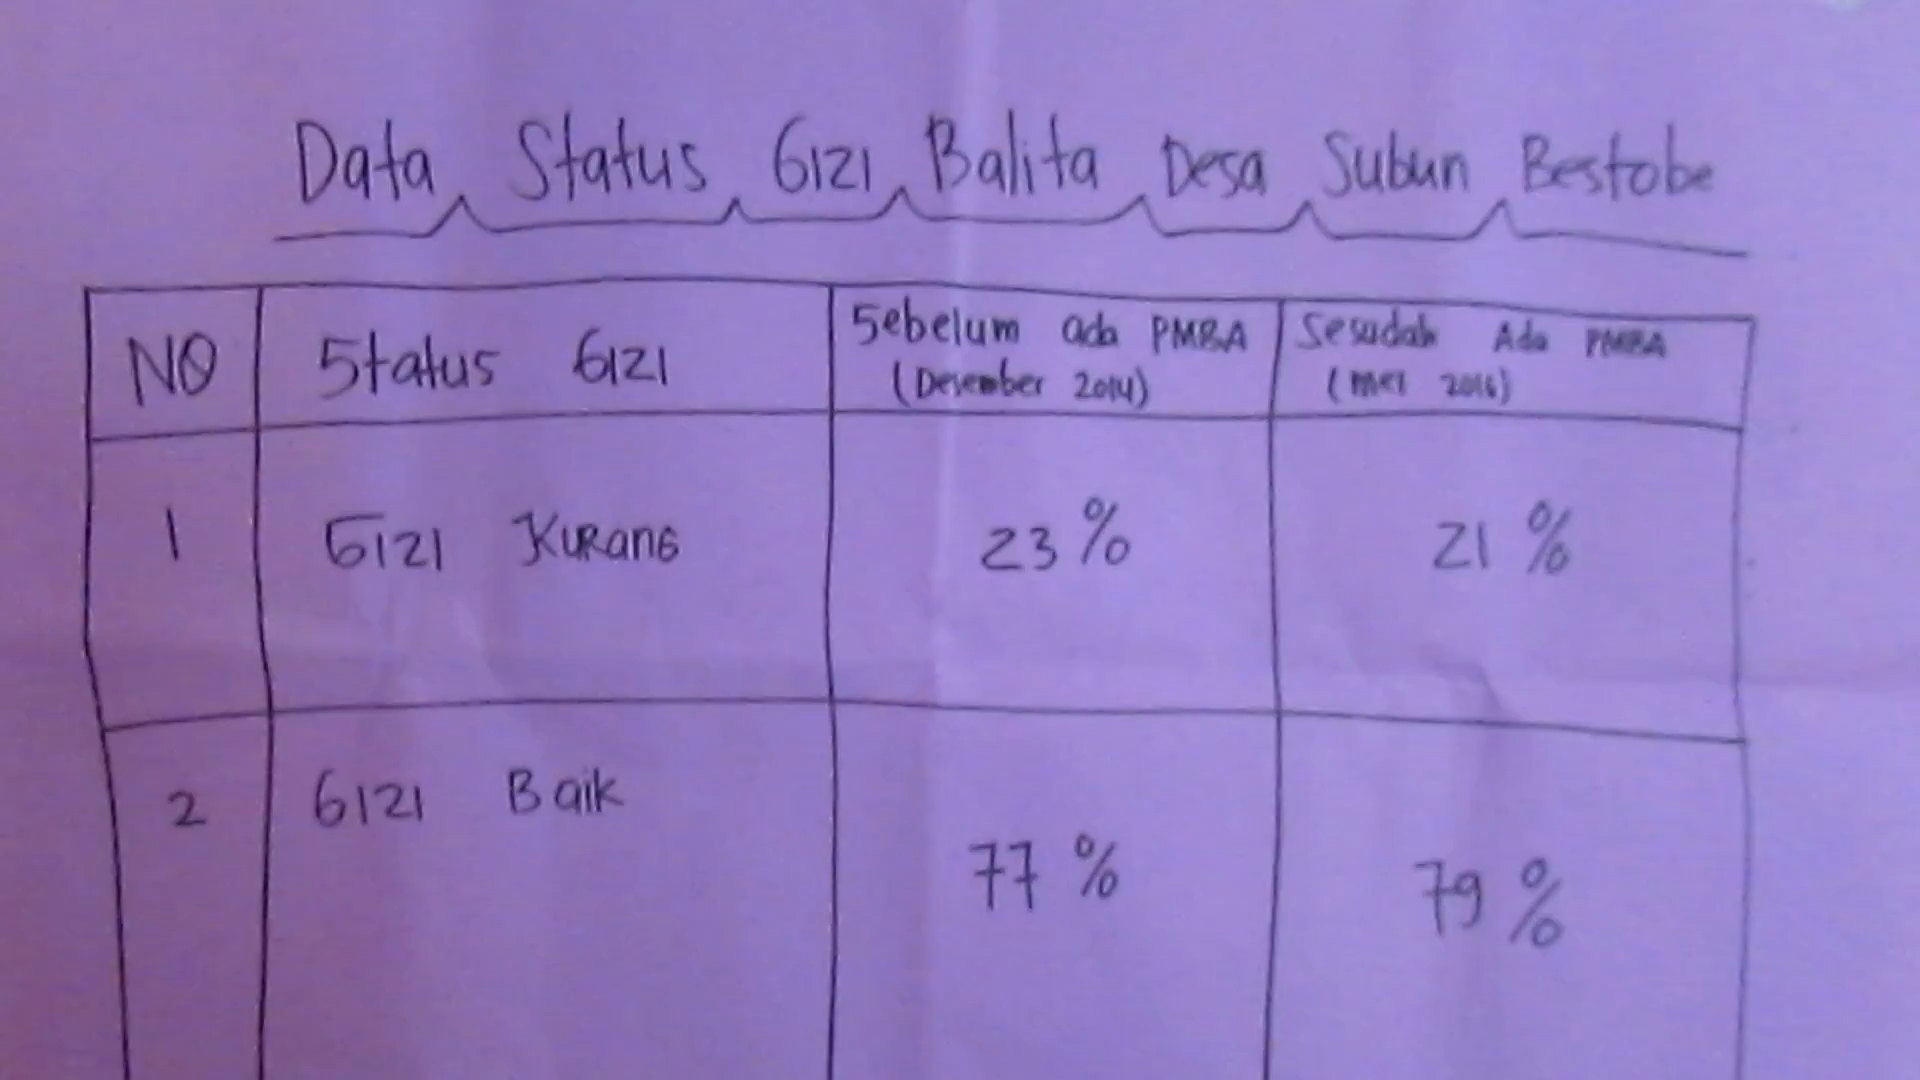 Data Status Gizi Balita Desa Subun Bestobe
NO
Status Gizi
Sebelum ada PMBA
(Desember 2014)
Sesudah Ada PMBA
(Mei 2016)
1
Gizi Kurang
23 %
21 %
2
Gizi Baik
77 %
79 %